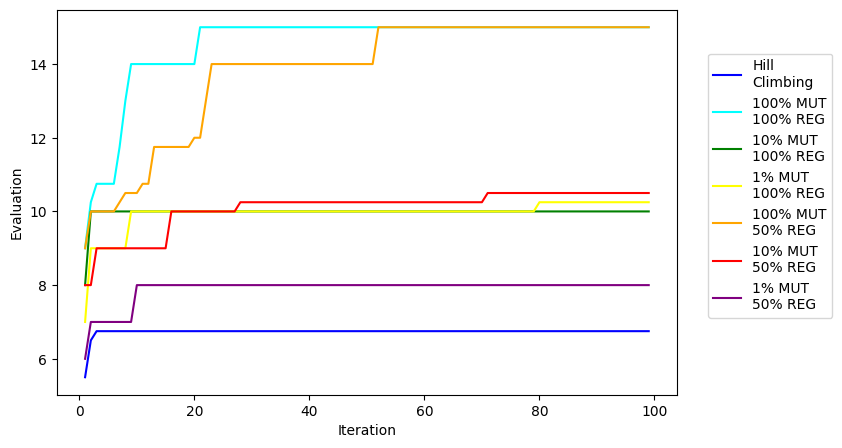 14
12
10
8
6
Evaluation
0
20
40
60
80
100
Iteration
Hill
Climbing
100% MUT
100% REG
10% MUT
100% REG
1% MUT
100% REG
100% MUT
50% REG
10% MUT
50% REG
1% MUT
50% REG